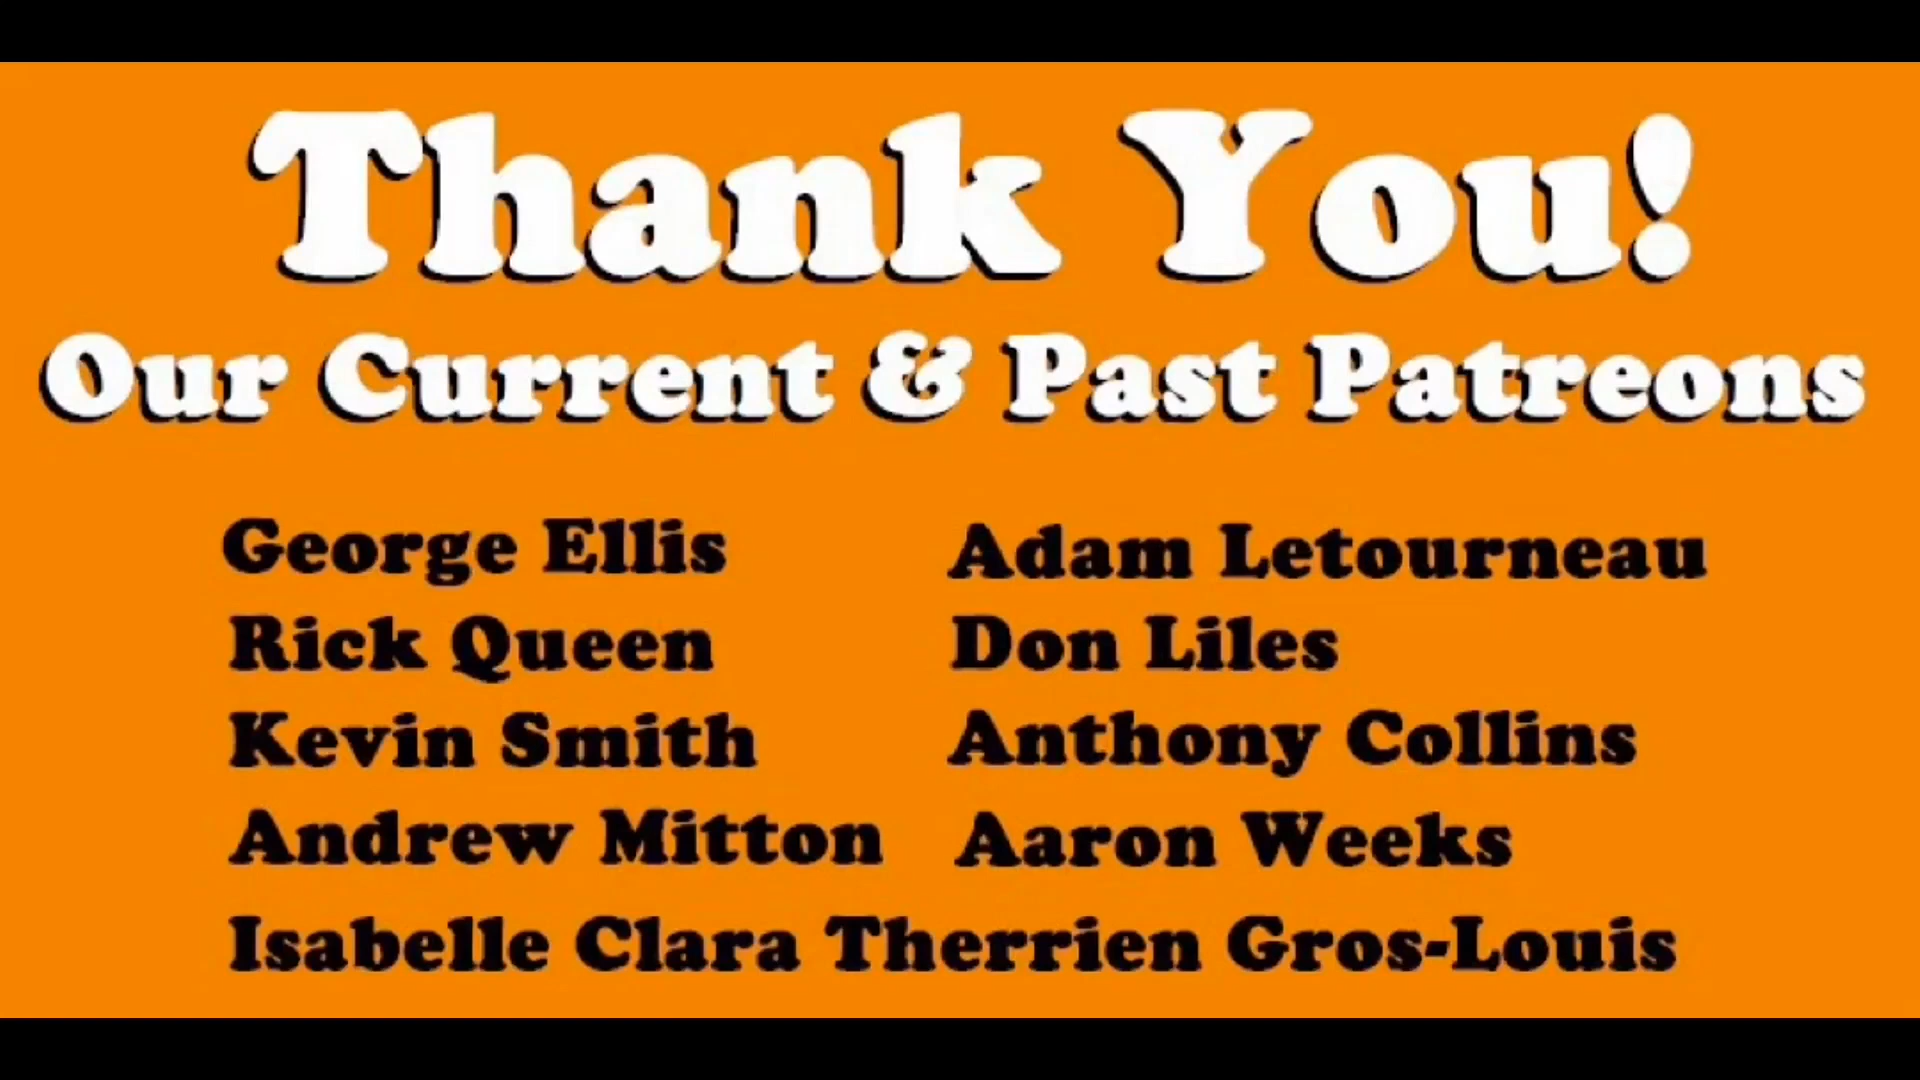 Thank You!
Our Current & Past Patreons
George Ellis
Rick Queen
Kevin Smith
Andrew Mitton
Adam Letourneau
Don Liles
Anthony Collins
Aaron Weeks
Isabelle Clara Therrien Gros-Louis